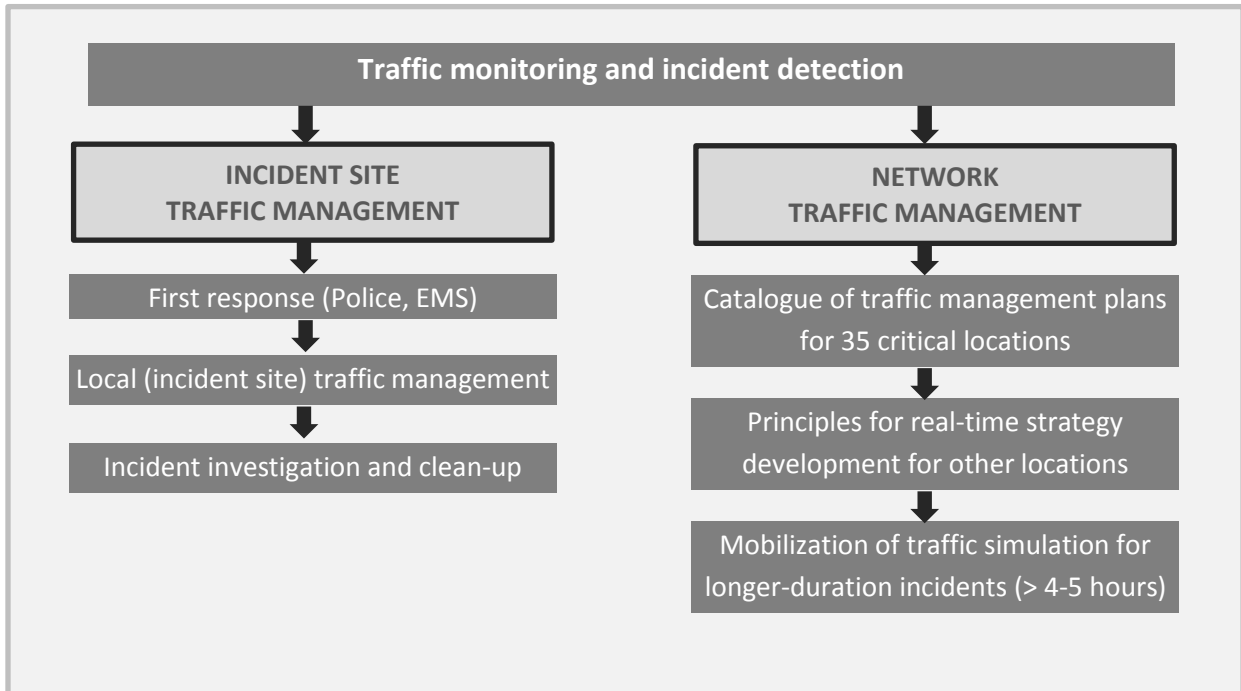 Traffic monitoring and incident detection
INCIDENT SITE
TRAFFIC MANAGEMENT
First response (Police, EMS)
Local (incident site) traffic management
Incident investigation and clean-up
NETWORK
TRAFFIC MANAGEMENT
Catalogue of traffic management plans
for 35 critical locations
Principles for real-time strategy
development for other locations
Mobilization of traffic simulation for
longer-duration incidents (> 4-5 hours)